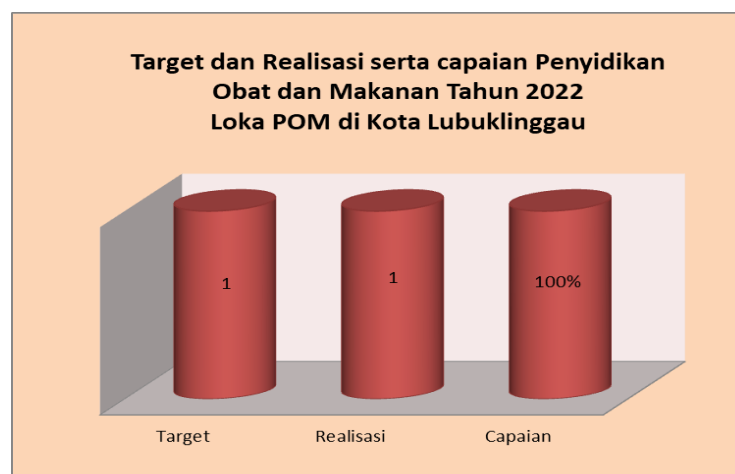 Target dan Realisasi serta capaian Penyidikan
Obat dan Makanan Tahun 2022
Loka POM di Kota Lubuklinggau
1
1
100%
Target
Realisasi
Capaian